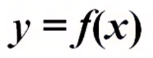 y = f(x)